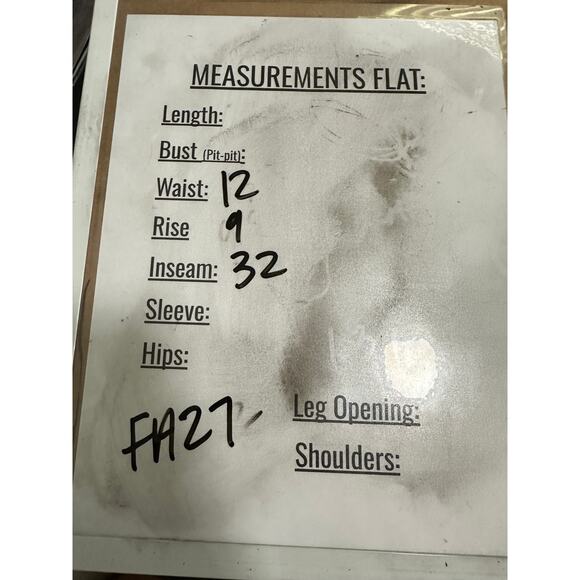 MEASUREMENTS FLAT:
Length:
Bust (Pit-pit):
Waist: 12
Rise 9
Inseam: 32
Sleeve:
Hips:
Leg Opening:
FA27
Shoulders: